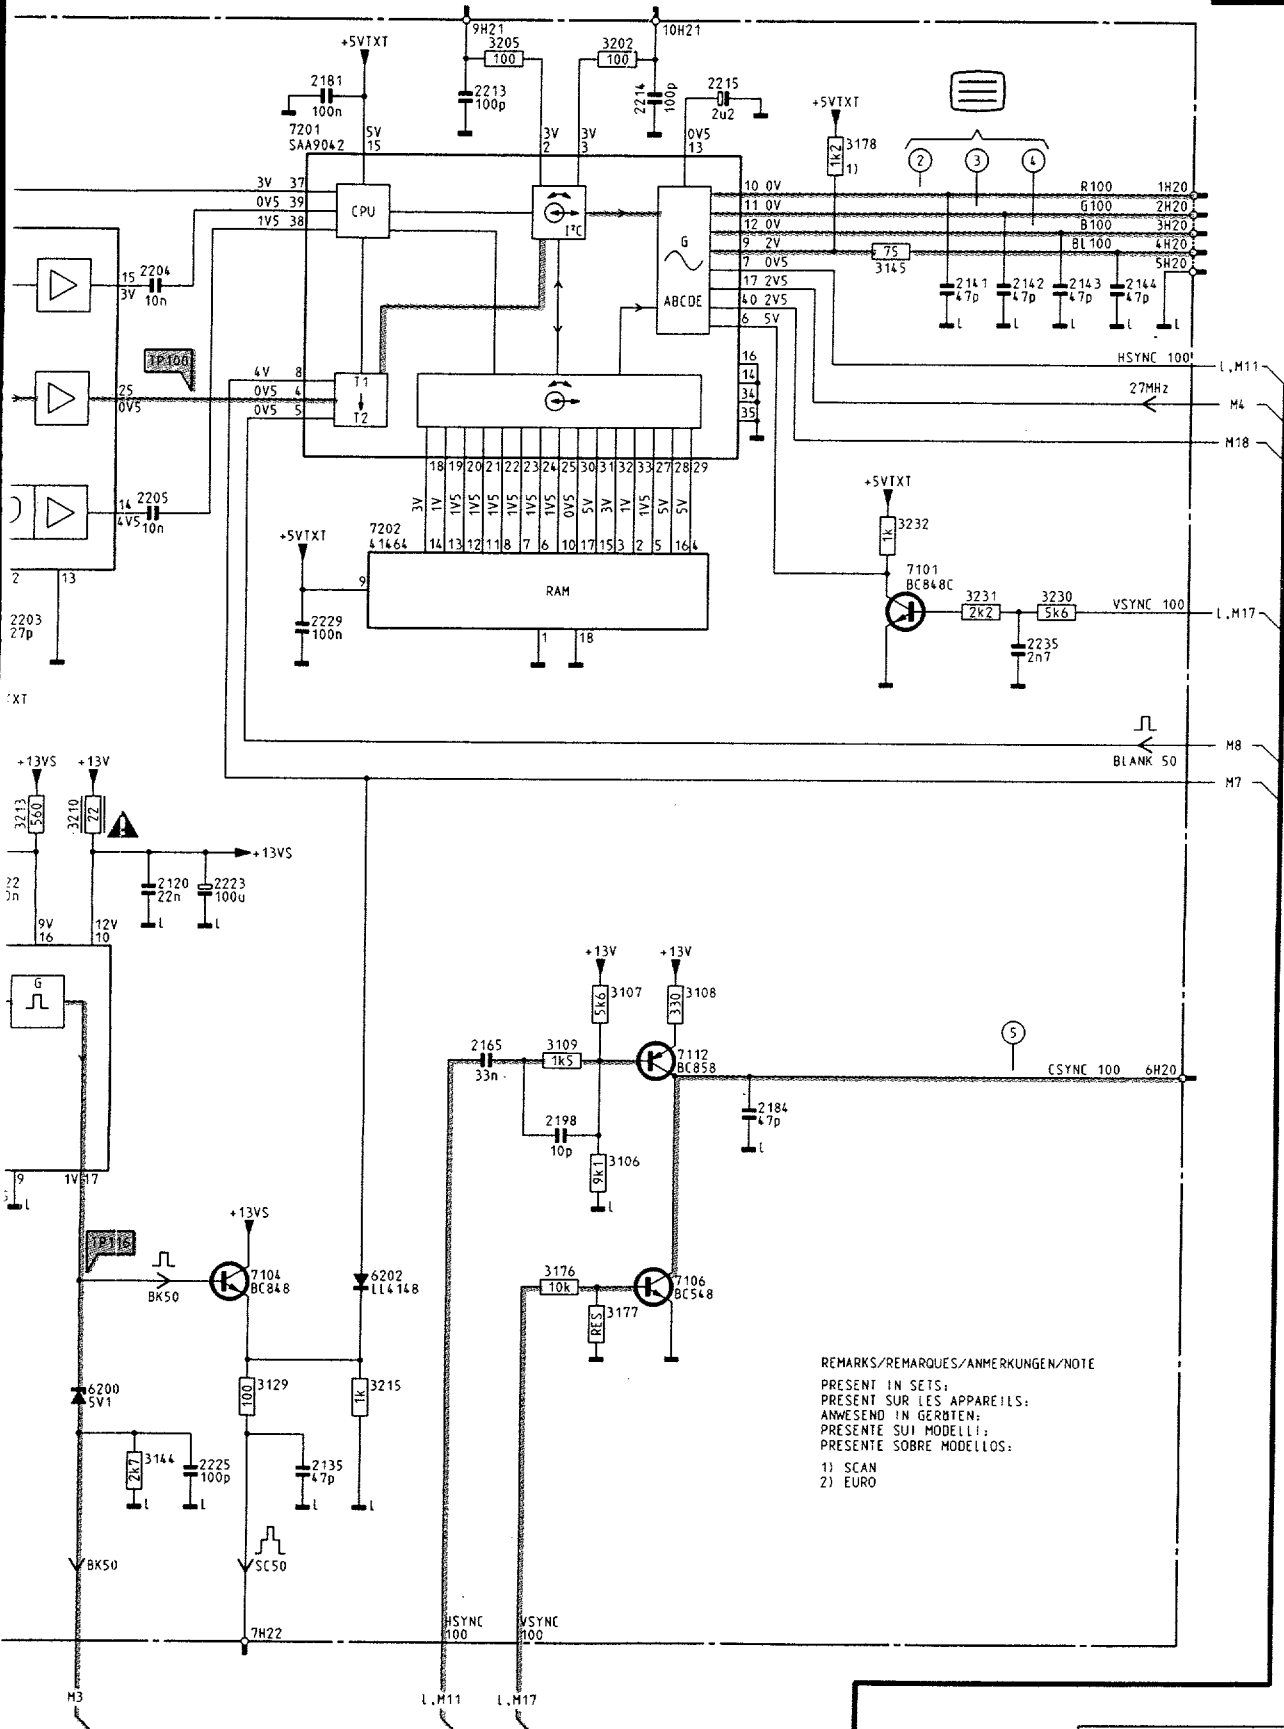 9H21
10H21
+5VTXT
3205
100
3202
100
2181
100n
2213
100p
2214
100p
2215
2u2
+5VTXT
7201
SAA9042
5V
15
3V
2
3V
3
0V5
13
1k2
3178
1)
2
3
4
3V 37
0V5 39
1V5 38
CPU
I²C
G
ABCDE
10 0V
11 0V
12 0V
9 2V
7 0V5
17 2V5
40 2V5
6 5V
R100 1H20
G100 2H20
B100 3H20
BL100 4H20
5H20
75
3145
2141
47p
2142
47p
2143
47p
2144
47p
15
3V
2204
10n
TP108
25
0V5
4V 8
0V5 4
0V5 5
T1
T2
16
14
34
35
HSYNC 100
l,M11
27MHz
M4
M18
14
4V5
2205
10n
18 19 20 21 22 23 24 25 30 31 32 33 27 28 29
3V 1V 1V5 1V5 1V5 1V5 1V5 0V5 5V 3V 1V 1V5 5V 5V
14 13 12 11 8 7 6 10 17 15 3 2 5 16 4
7202
41464
+5VTXT
9
RAM
1
18
2229
100n
+5VTXT
1k
3232
7101
BC848C
3231
2k2
3230
5k6
VSYNC 100
l,M17
2235
2n7
2
13
2203
27p
TXT
BLANK 50
M8
M7
+13VS
+13V
3213
560
3210
22
+13VS
2120
22n
2223
100u
9V
16
12V
10
G
9
1V 17
+13V
+13V
5k6
3107
330
3108
2165
33n
3109
1k5
7112
BC858
5
CSYNC 100 6H20
2198
10p
2184
47p
9k1
3106
+13VS
TP116
BK50
7104
BC848
6202
LL4148
3176
10k
7106
BC548
RES
3177
6200
5V1
100
3129
1k
3215
2k7
3144
2225
100p
2135
47p
BK50
SC50
REMARKS/REMARQUES/ANMERKUNGEN/NOTE
PRESENT IN SETS:
PRESENT SUR LES APPAREILS:
ANWESEND IN GERÄTEN:
PRESENTE SUI MODELLI:
PRESENTE SOBRE MODELLOS:
1) SCAN
2) EURO
7H22
HSYNC
100
VSYNC
100
M3
l,M11
l,M17